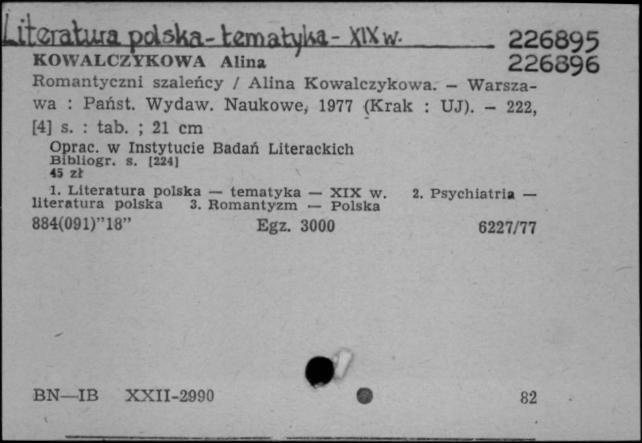 Literatura polska - tematyka - XIX w. 226895
KOWALCZYKOWA Alina 226896
Romantyczni szaleńcy / Alina Kowalczykowa. — Warsza-
wa : Państ. Wydaw. Naukowe, 1977 (Krak : UJ). — 222,
[4] s. : tab. ; 21 cm
Oprac. w Instytucie Badań Literackich
Bibliogr. s. [224]
45 zł
1. Literatura polska — tematyka — XIX w. 2. Psychiatria —
literatura polska 3. Romantyzm — Polska
884(091)"18" Egz. 3000 6227/77
BN—IB XXII-2990 82